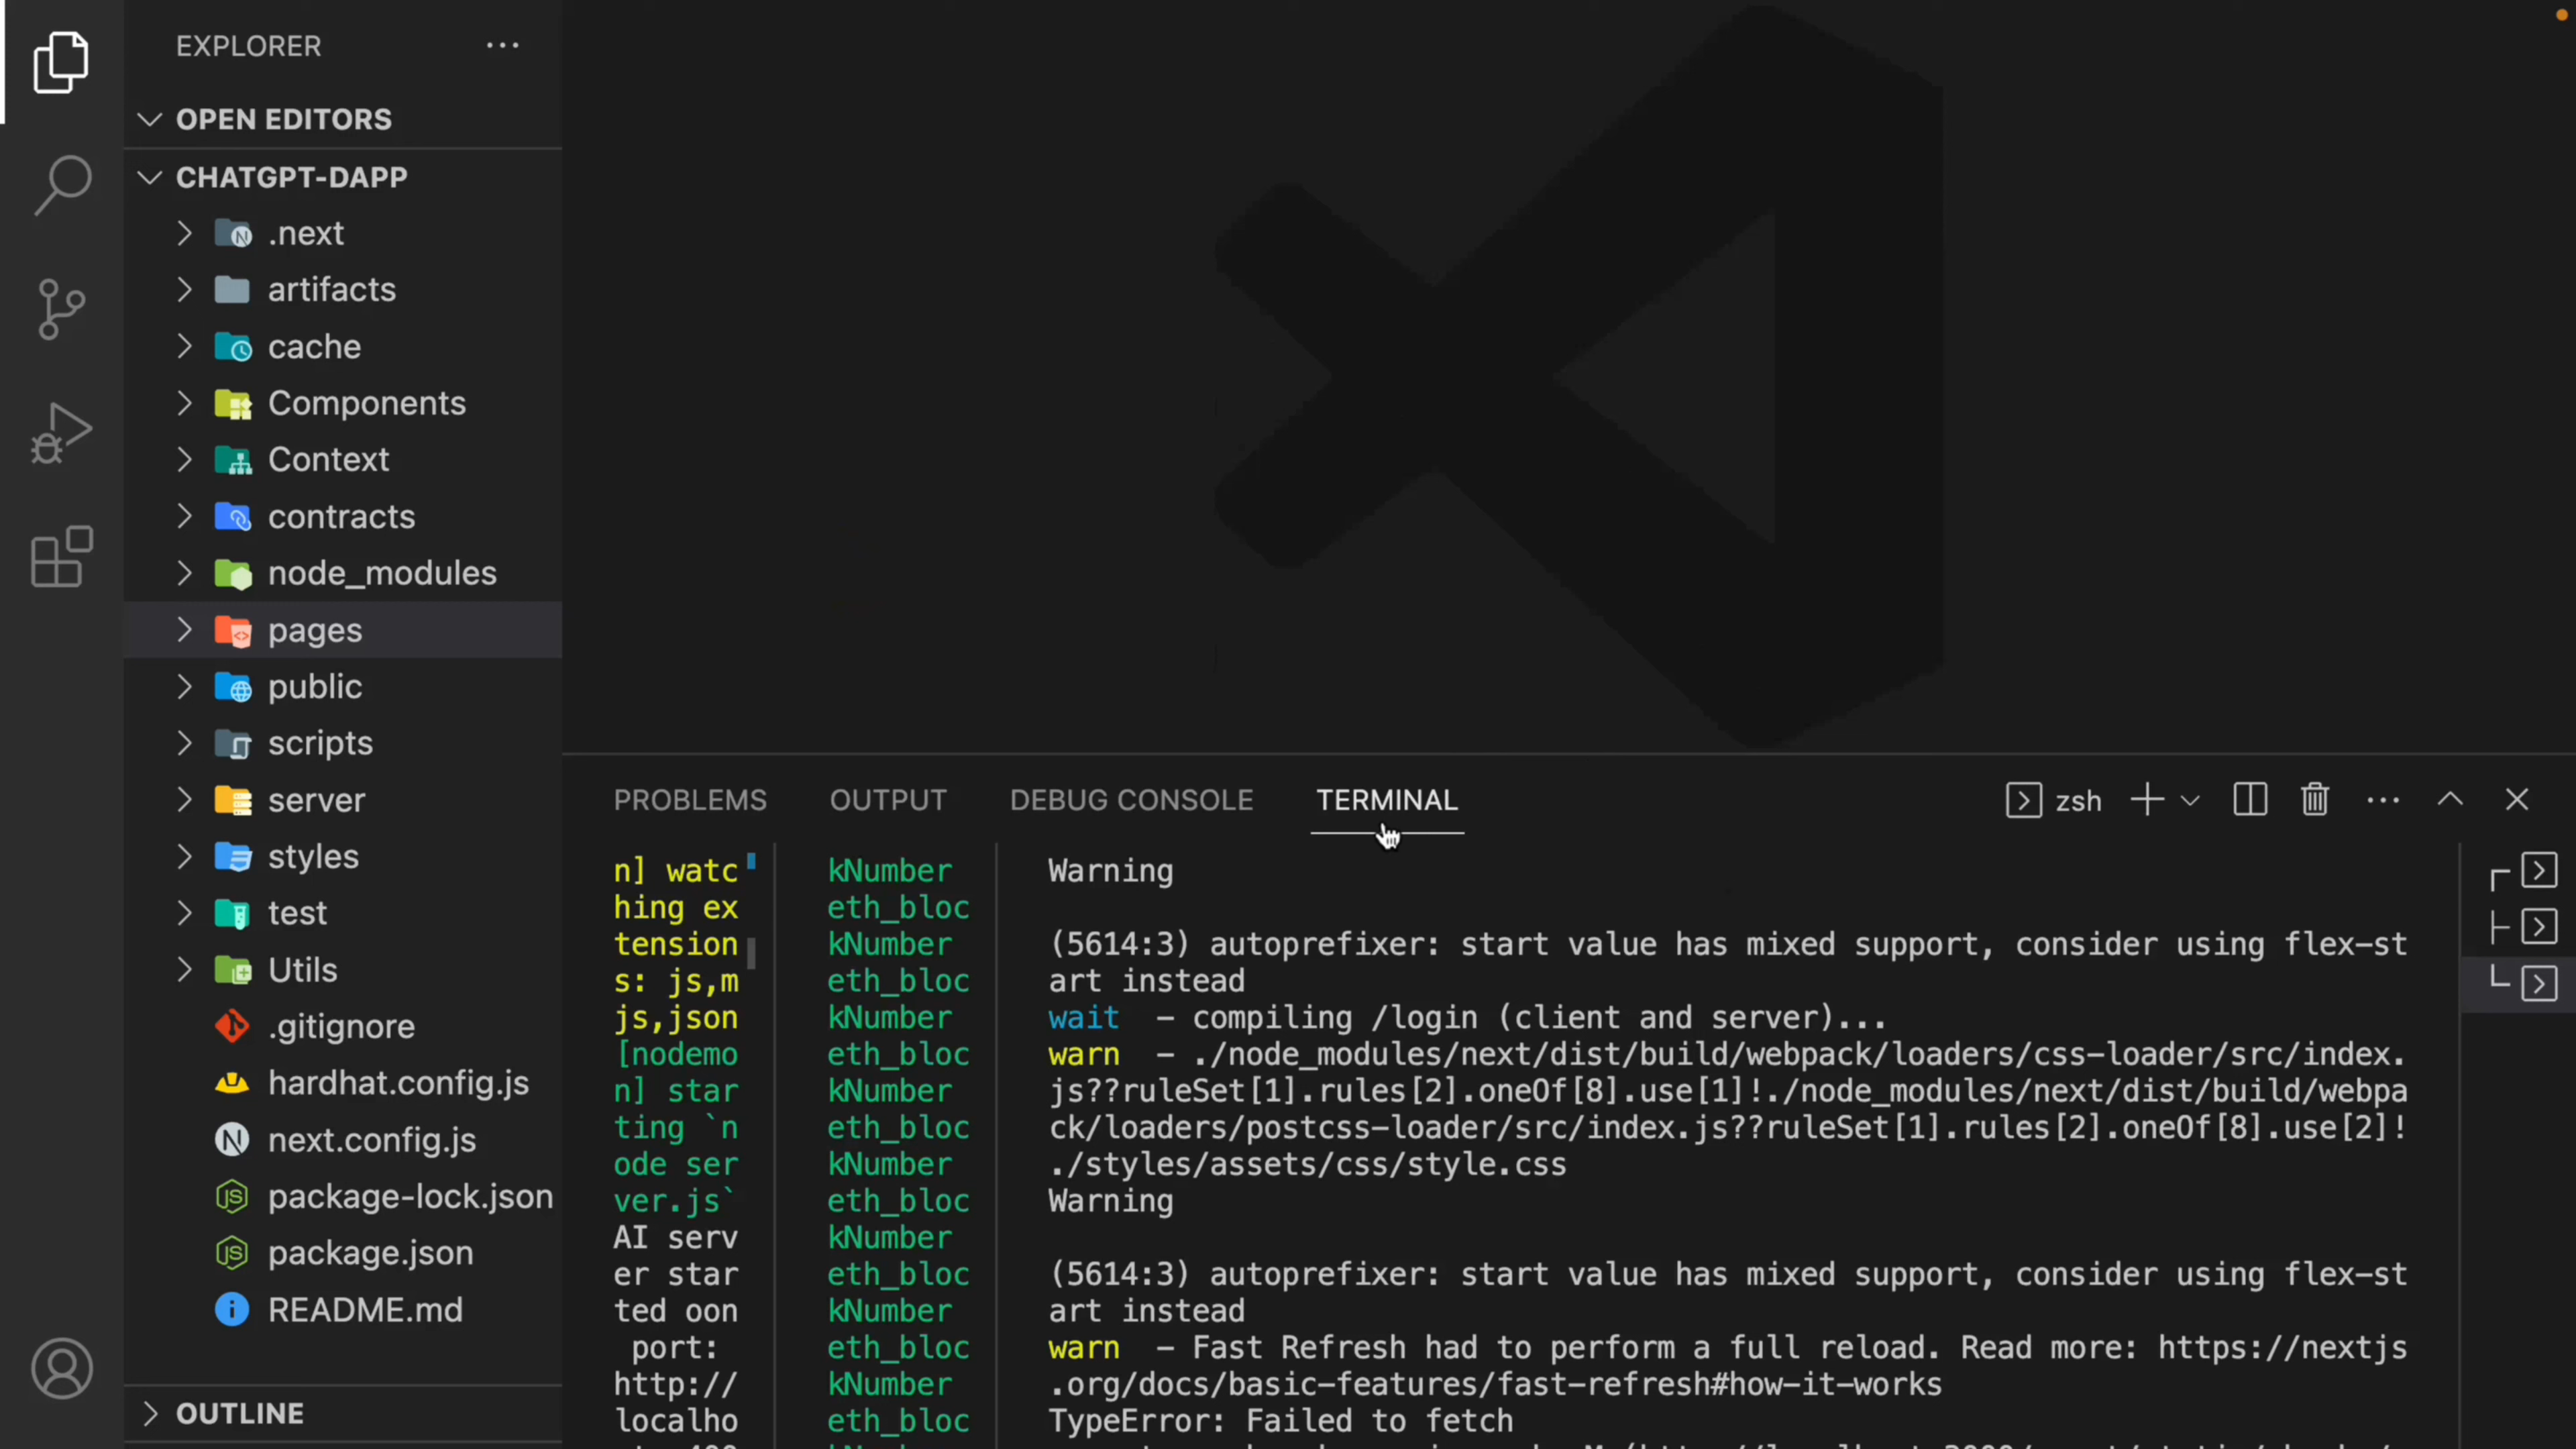 EXPLORER
OPEN EDITORS
CHATGPT-DAPP
.next
artifacts
cache
Components
Context
contracts
node_modules
pages
public
scripts
server
styles
test
Utils
.gitignore
hardhat.config.js
next.config.js
package-lock.json
package.json
README.md
OUTLINE
PROBLEMS OUTPUT DEBUG CONSOLE TERMINAL zsh
n] watc
hing ex
tension
s: js,m
js,json
[nodemo
n] star
ting `n
ode ser
ver.js`
AI serv
er star
ted oon
port:
http://
localho
kNumber
eth_bloc
kNumber
eth_bloc
kNumber
eth_bloc
kNumber
eth_bloc
kNumber
eth_bloc
kNumber
eth_bloc
kNumber
eth_bloc
kNumber
eth_bloc
Warning
(5614:3) autoprefixer: start value has mixed support, consider using flex-st
art instead
wait - compiling /login (client and server)...
warn - ./node_modules/next/dist/build/webpack/loaders/css-loader/src/index.
js??ruleSet[1].rules[2].oneOf[8].use[1]!./node_modules/next/dist/build/webpa
ck/loaders/postcss-loader/src/index.js??ruleSet[1].rules[2].oneOf[8].use[2]!
./styles/assets/css/style.css
Warning
(5614:3) autoprefixer: start value has mixed support, consider using flex-st
art instead
warn - Fast Refresh had to perform a full reload. Read more: https://nextjs
.org/docs/basic-features/fast-refresh#how-it-works
TypeError: Failed to fetch